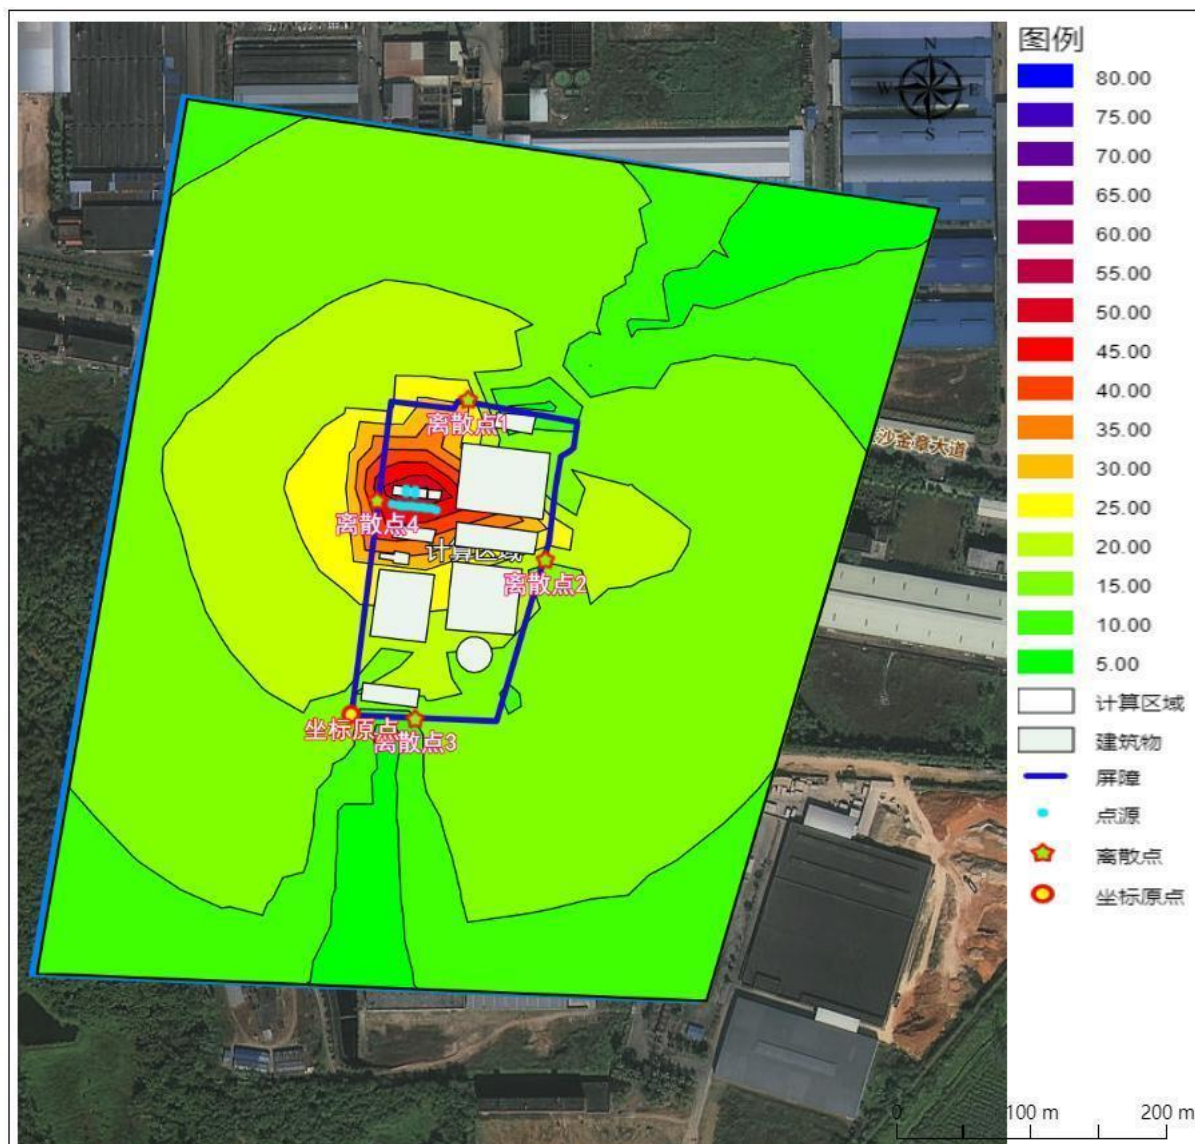 图例
N
W
E
S
80.00
75.00
70.00
65.00
60.00
55.00
50.00
45.00
40.00
35.00
30.00
25.00
20.00
15.00
10.00
5.00
计算区域
建筑物
屏障
点源
离散点
坐标原点
离散点1
沙金章大道
离散点4
计算区域
离散点2
坐标原点
离散点3
0
100 m
200 m